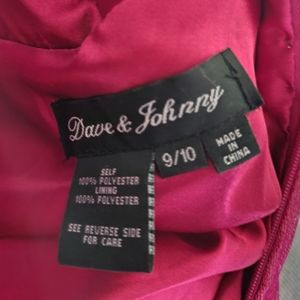 Dave & Johnny
9/10
MADE IN
CHINA
SELF
100% POLYESTER
LINING
100% POLYESTER
SEE REVERSE SIDE
FOR CARE